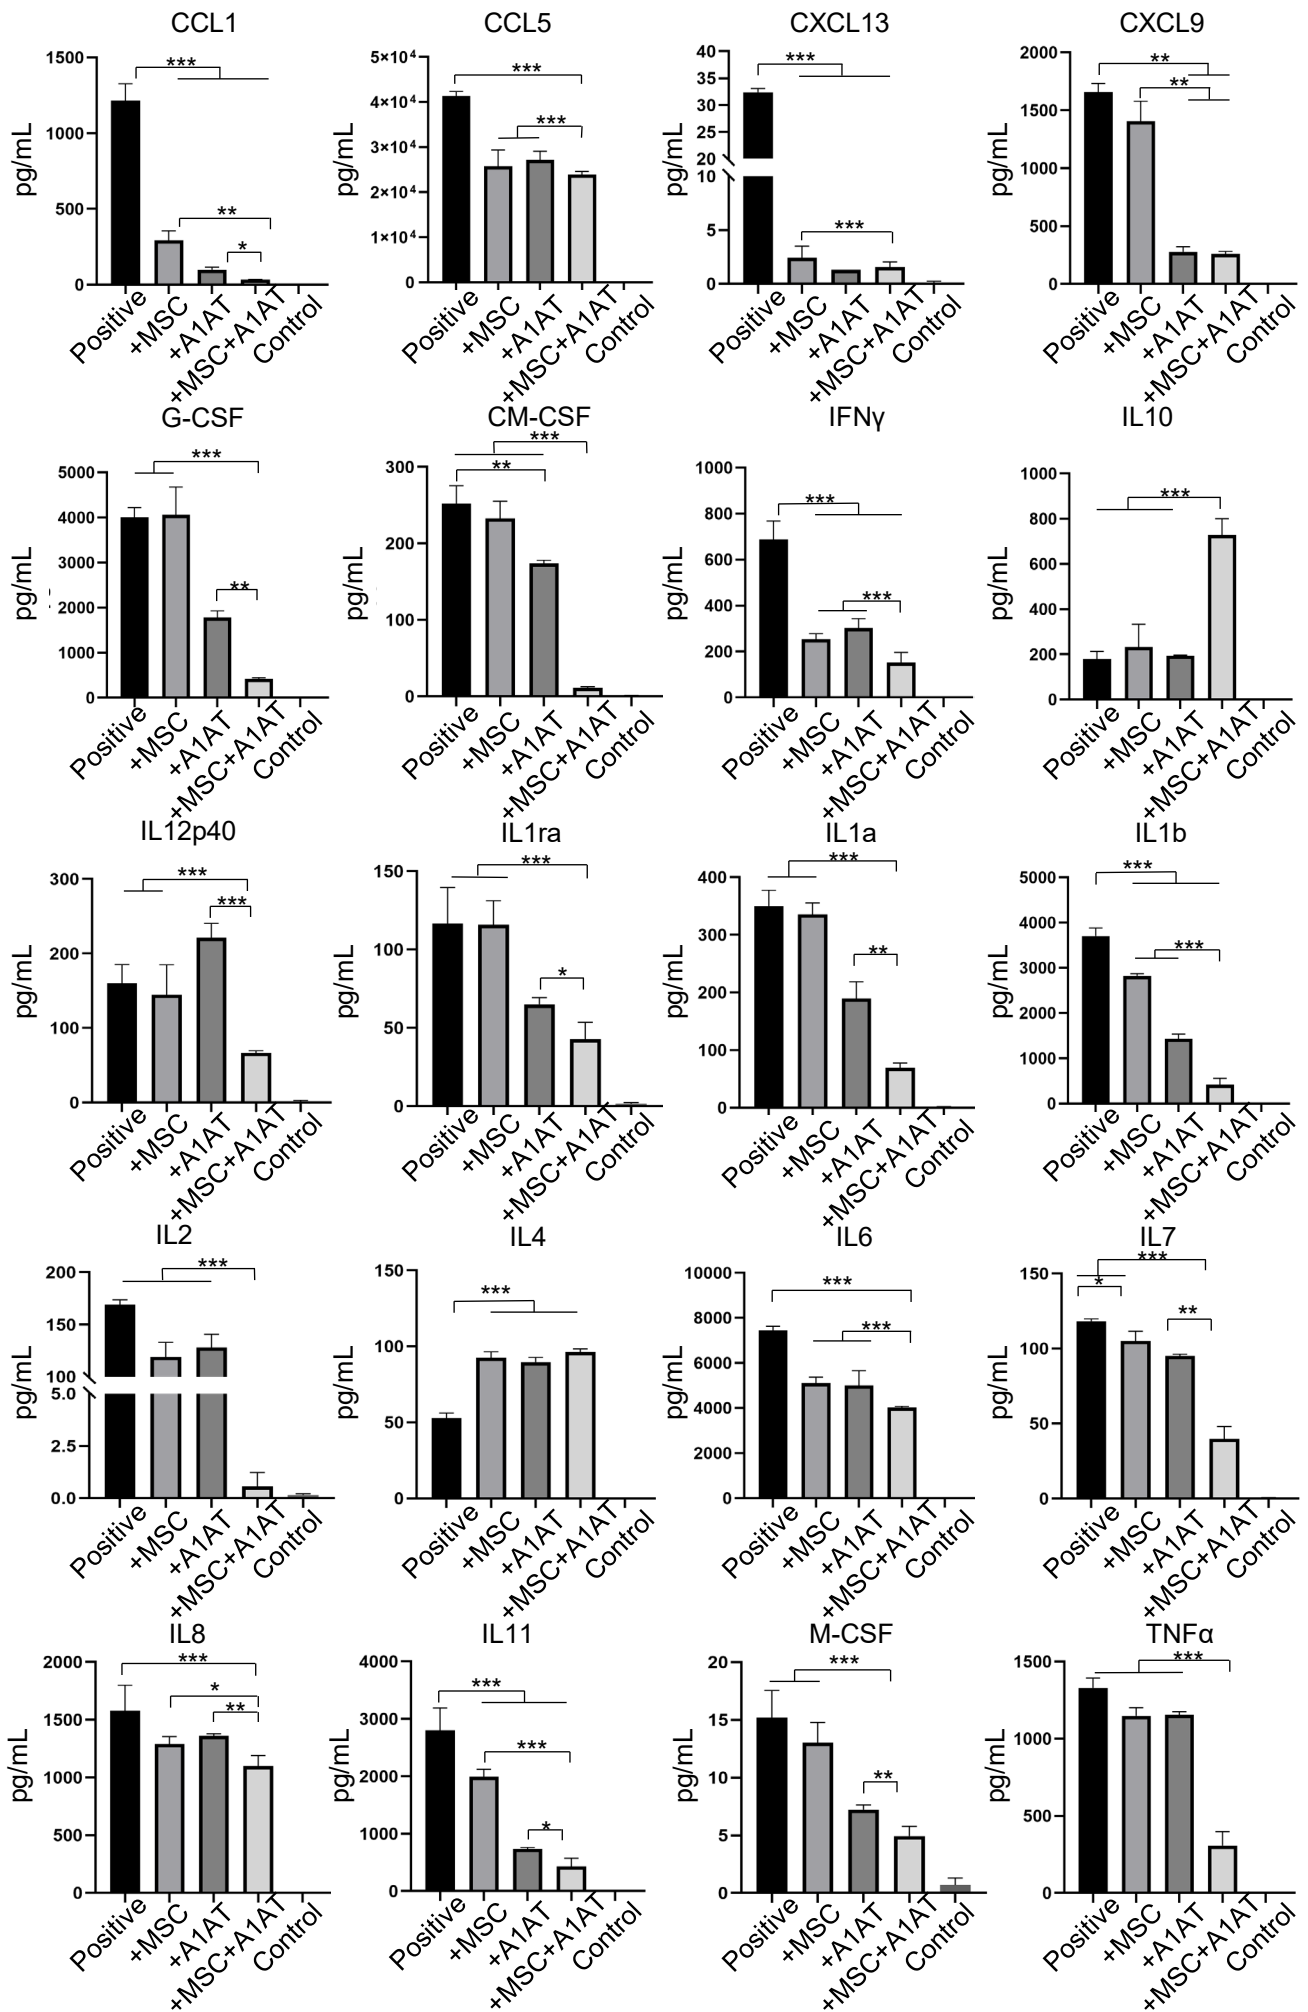 CCL1
CCL5
CXCL13
CXCL9
1500
1000
500
0
pg/mL
***
**
*
Positive
+MSC
+A1AT
+MSC+A1AT
Control
5×10⁴
4×10⁴
3×10⁴
2×10⁴
1×10⁴
0
pg/mL
***
***
Positive
+MSC
+A1AT
+MSC+A1AT
Control
40
35
30
25
20
10
5
0
pg/mL
***
***
Positive
+MSC
+A1AT
+MSC+A1AT
Control
2000
1500
1000
500
0
pg/mL
**
**
Positive
+MSC
+A1AT
+MSC+A1AT
Control
G-CSF
CM-CSF
IFNγ
IL10
5000
4000
3000
2000
1000
0
pg/mL
***
**
Positive
+MSC
+A1AT
+MSC+A1AT
Control
300
200
100
0
pg/mL
***
**
Positive
+MSC
+A1AT
+MSC+A1AT
Control
1000
800
600
400
200
0
pg/mL
***
***
Positive
+MSC
+A1AT
+MSC+A1AT
Control
1000
800
600
400
200
0
pg/mL
***
Positive
+MSC
+A1AT
+MSC+A1AT
Control
IL12p40
IL1ra
IL1a
IL1b
300
200
100
0
pg/mL
***
***
Positive
+MSC
+A1AT
+MSC+A1AT
Control
150
100
50
0
pg/mL
***
*
Positive
+MSC
+A1AT
+MSC+A1AT
Control
400
300
200
100
0
pg/mL
***
**
Positive
+MSC
+A1AT
+MSC+A1AT
Control
5000
4000
3000
2000
1000
0
pg/mL
***
***
Positive
+MSC
+A1AT
+MSC+A1AT
Control
IL2
IL4
IL6
IL7
200
150
100
5.0
2.5
0.0
pg/mL
***
Positive
+MSC
+A1AT
+MSC+A1AT
Control
150
100
50
0
pg/mL
***
Positive
+MSC
+A1AT
+MSC+A1AT
Control
10000
8000
6000
4000
2000
0
pg/mL
***
***
Positive
+MSC
+A1AT
+MSC+A1AT
Control
150
100
50
0
pg/mL
***
*
**
Positive
+MSC
+A1AT
+MSC+A1AT
Control
IL8
IL11
M-CSF
TNFα
2000
1500
1000
500
0
pg/mL
***
*
**
Positive
+MSC
+A1AT
+MSC+A1AT
Control
4000
3000
2000
1000
0
pg/mL
***
***
*
Positive
+MSC
+A1AT
+MSC+A1AT
Control
20
15
10
5
0
pg/mL
***
**
Positive
+MSC
+A1AT
+MSC+A1AT
Control
1500
1000
500
0
pg/mL
***
Positive
+MSC
+A1AT
+MSC+A1AT
Control